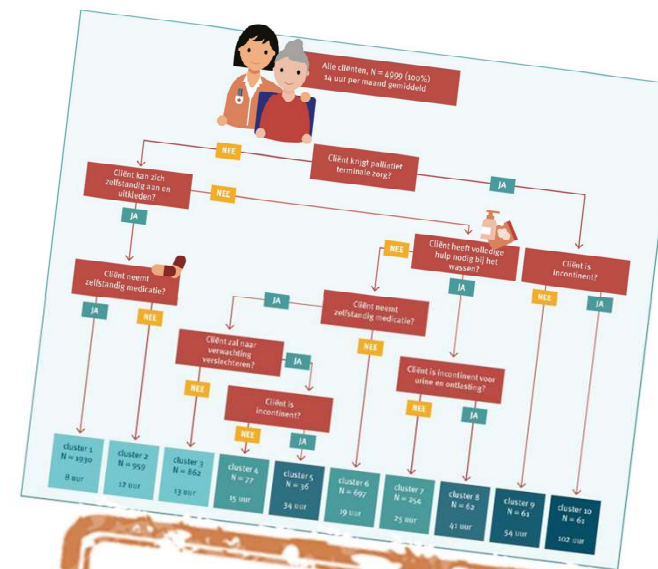 Alle cliënten, N = 4999 (100%)
14 uur per maand gemiddeld
NEE
Cliënt krijgt palliatief
terminale zorg?
JA
Cliënt kan zich
zelfstandig aan en
uitkleden?
NEE
JA
NEE
Cliënt heeft volledige
hulp nodig bij het
wassen?
Cliënt is
incontinent?
Cliënt neemt
zelfstandig medicatie?
JA
NEE
JA
Cliënt neemt
zelfstandig medicatie?
JA
NEE
JA
Cliënt zal naar
verwachting
verslechteren?
JA
NEE
NEE
Cliënt is incontinent voor
urine en ontlasting?
Cliënt is
incontinent?
NEE
JA
NEE
JA
cluster 1
N = 1930
8 uur
cluster 2
N = 959
12 uur
cluster 3
N = 862
13 uur
cluster 4
N = 77
15 uur
cluster 5
N = 36
34 uur
cluster 6
N = 697
19 uur
cluster 7
N = 254
25 uur
cluster 8
N = 62
41 uur
cluster 9
N = 61
54 uur
cluster 10
N = 61
102 uur